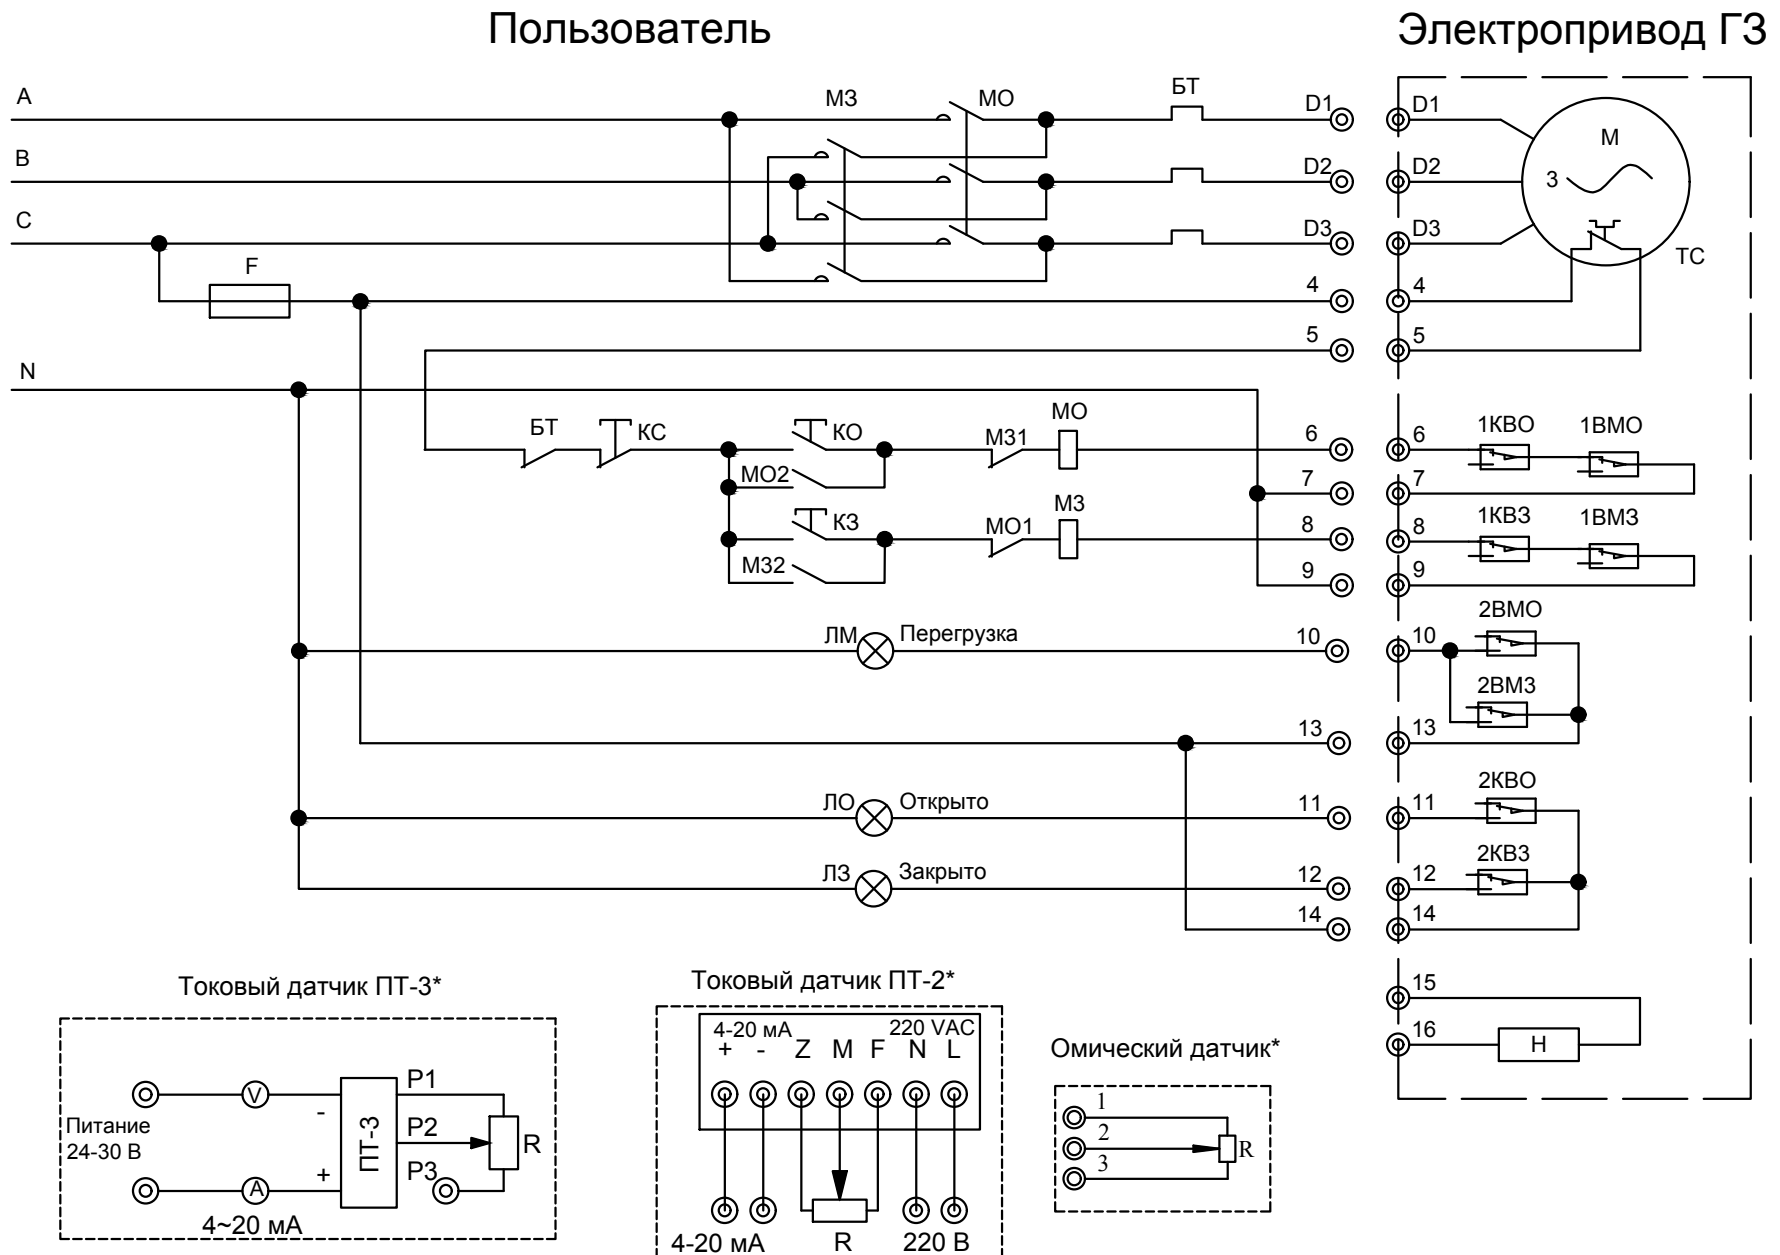 Пользователь
Электропривод ГЗ
A
МЗ
МО
БТ
D1
D1
B
D2
D2
М
3
C
D3
D3
ТС
F
4
4
5
5
N
БТ
КС
КО
МЗ1
МО
6
6
1КВО
1ВМО
МО2
7
7
КЗ
МО1
МЗ
8
8
1КВЗ
1ВМЗ
МЗ2
9
9
ЛМ
Перегрузка
10
10
2ВМО
2ВМЗ
13
13
ЛО
Открыто
11
11
2КВО
ЛЗ
Закрыто
12
12
2КВЗ
14
14
15
16
Н
Токовый датчик ПТ-3*
Питание
24-30 В
V
-
ПТ-3
P1
P2
R
A
+
P3
4~20 мА
Токовый датчик ПТ-2*
4-20 мА
220 VAC
+ - Z M F N L
4-20 мА
R
220 В
Омический датчик*
1
2
3
R